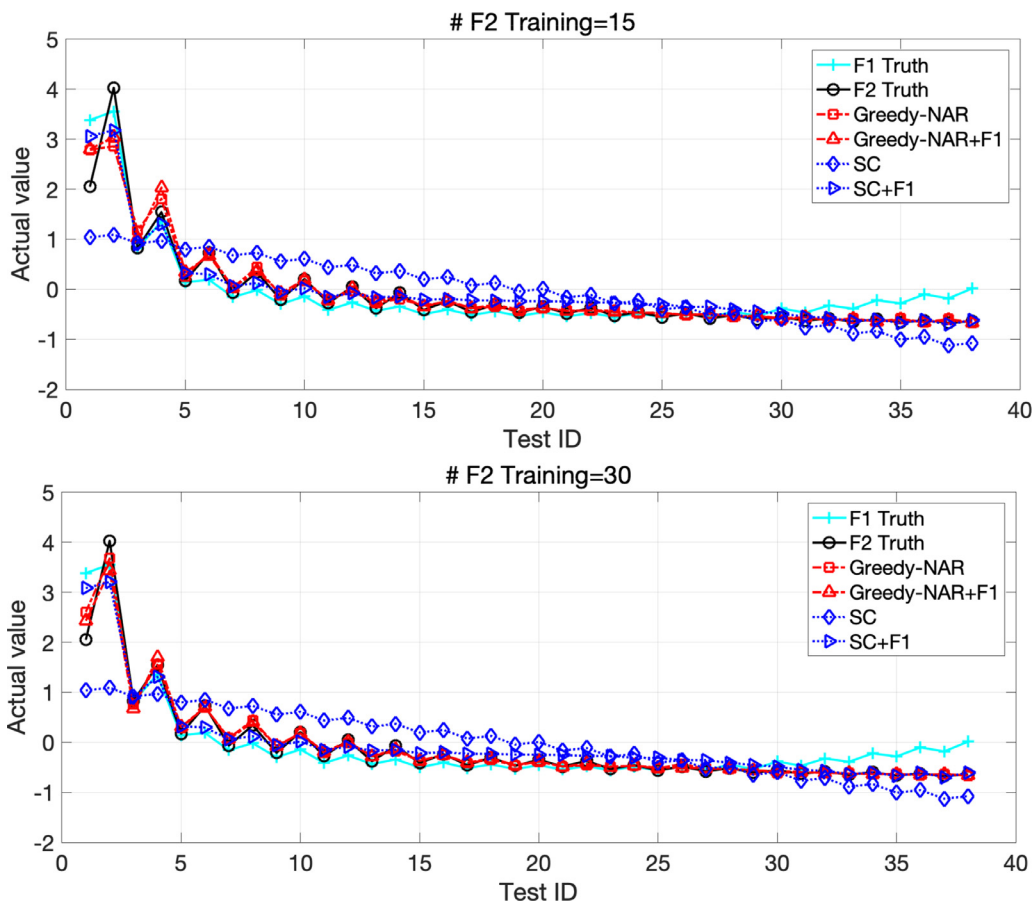 # F2 Training=15
5
4
3
2
1
0
-1
-2
Actual value
F1 Truth
F2 Truth
Greedy-NAR
Greedy-NAR+F1
SC
SC+F1
0 5 10 15 20 25 30 35 40
Test ID
# F2 Training=30
5
4
3
2
1
0
-1
-2
Actual value
F1 Truth
F2 Truth
Greedy-NAR
Greedy-NAR+F1
SC
SC+F1
0 5 10 15 20 25 30 35 40
Test ID